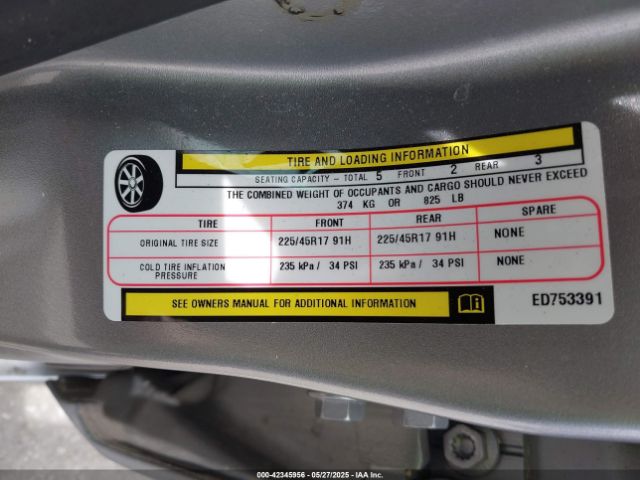 TIRE AND LOADING INFORMATION
SEATING CAPACITY - TOTAL 5 FRONT 2 REAR 3
THE COMBINED WEIGHT OF OCCUPANTS AND CARGO SHOULD NEVER EXCEED
374 KG OR 825 LB
TIRE FRONT REAR SPARE
ORIGINAL TIRE SIZE 225/45R17 91H 225/45R17 91H NONE
COLD TIRE INFLATION PRESSURE 235 kPa / 34 PSI 235 kPa / 34 PSI NONE
SEE OWNERS MANUAL FOR ADDITIONAL INFORMATION ED753391
00-42345956 — 05/27/2025 — IAA Inc.